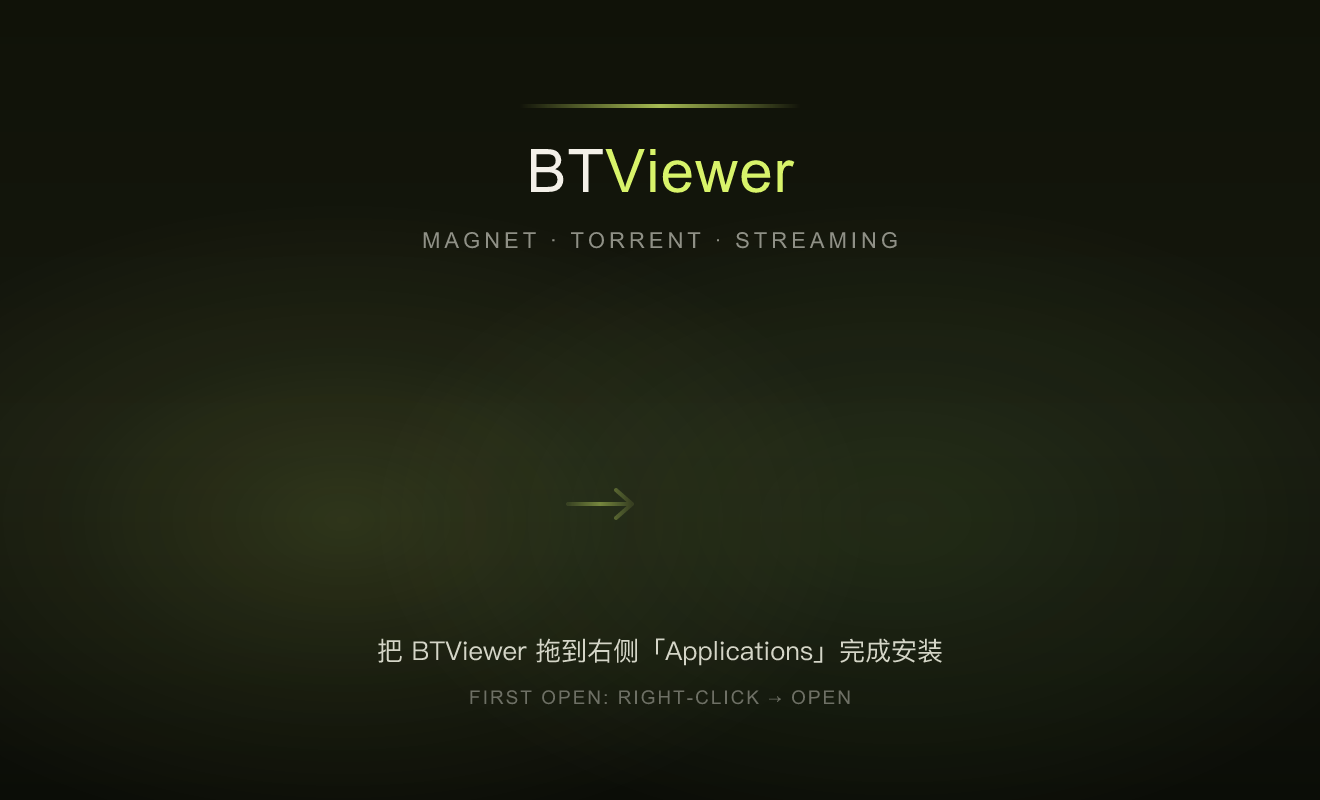 BTViewer
MAGNET · TORRENT · STREAMING
把 BTViewer 拖到右侧「Applications」完成安装
FIRST OPEN: RIGHT-CLICK → OPEN